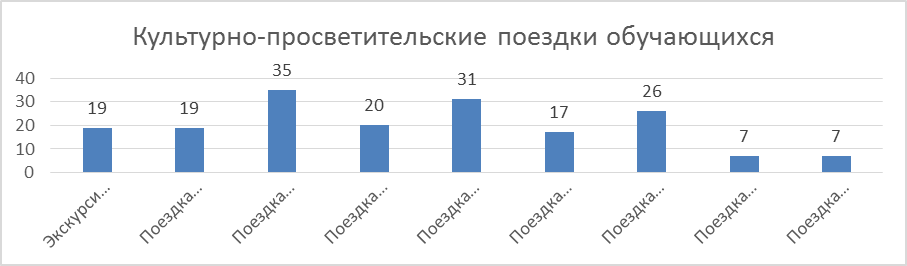 Культурно-просветительские поездки обучающихся
40
30
20
10
0
19
19
35
20
31
17
26
7
7
Экскурси...
Поездка...
Поездка...
Поездка...
Поездка...
Поездка...
Поездка...
Поездка...
Поездка...